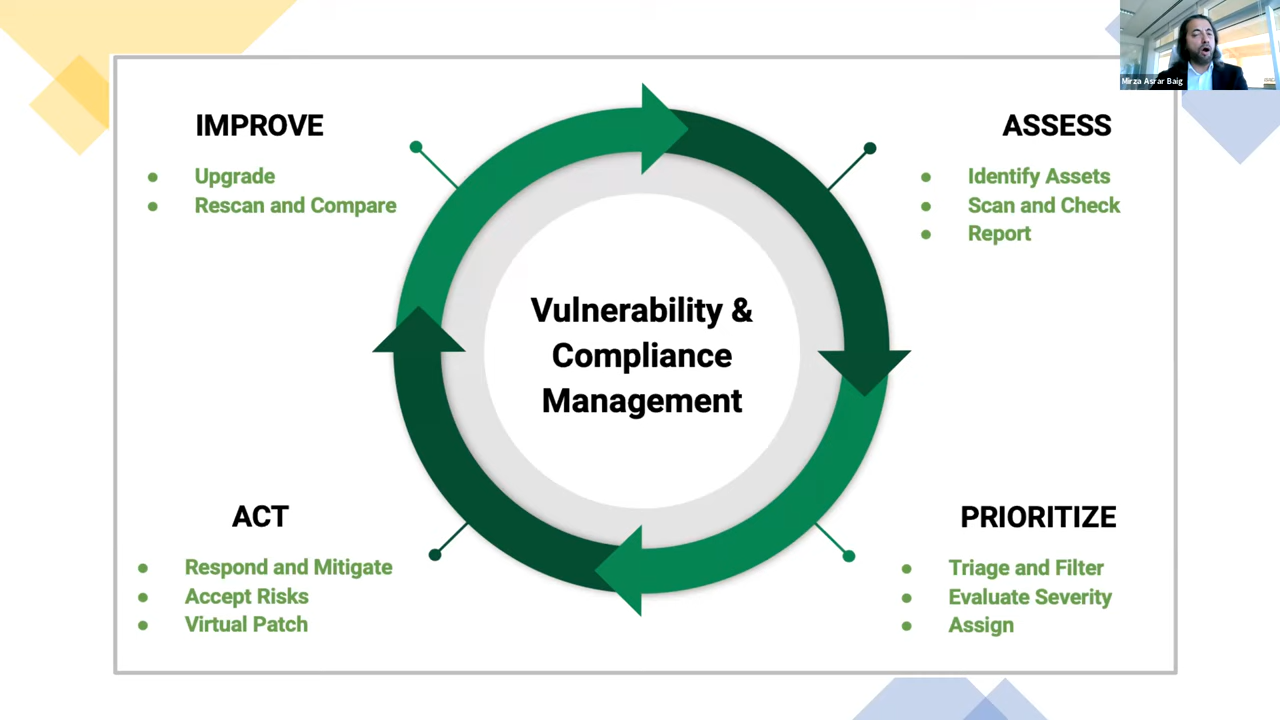 Mirza Asrar Baig
IMPROVE
Upgrade
Rescan and Compare
ASSESS
Identify Assets
Scan and Check
Report
Vulnerability &
Compliance
Management
ACT
Respond and Mitigate
Accept Risks
Virtual Patch
PRIORITIZE
Triage and Filter
Evaluate Severity
Assign